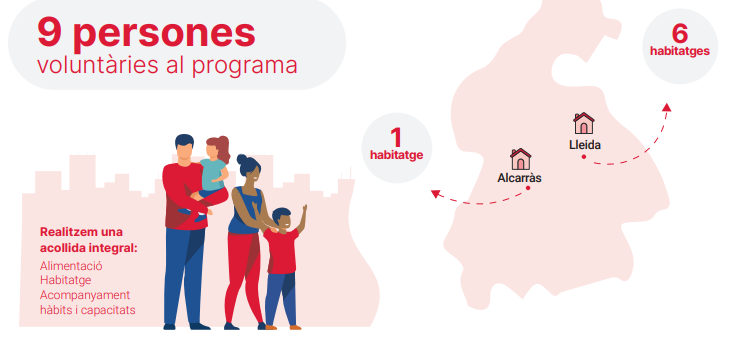 9 persones
voluntàries al programa
6
habitatges
1
habitatge
Lleida
Alcarràs
Realitzem una
acollida integral:
Alimentació
Habitatge
Acompanyament
hàbits i capacitats